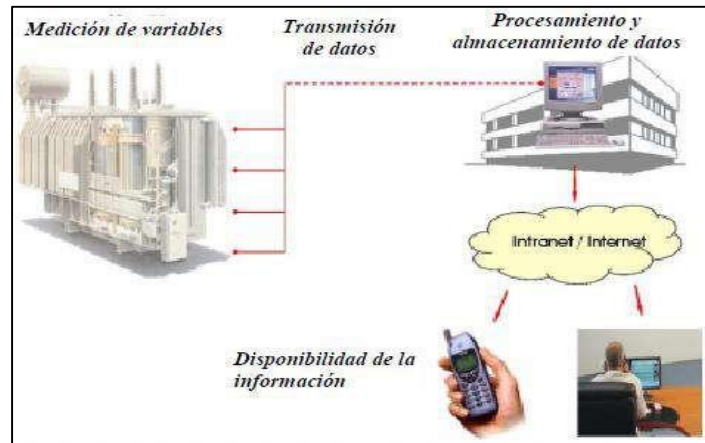 Medición de variables
Transmisión
de datos
Procesamiento y
almacenamiento de datos
Intranet / Internet
Disponibilidad de la
información